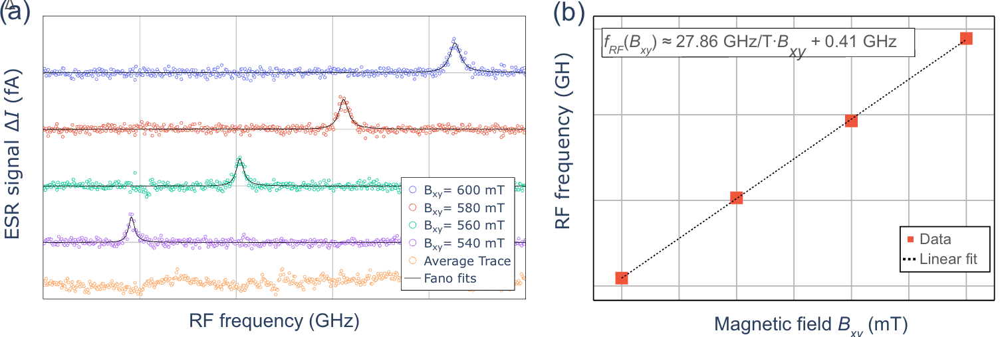 (a)
ESR signal ΔI (fA)
B_xy= 600 mT
B_xy= 580 mT
B_xy= 560 mT
B_xy= 540 mT
Average Trace
Fano fits
RF frequency (GHz)
(b)
f_RF(B_xy) ≈ 27.86 GHz/T·B_xy + 0.41 GHz
RF frequency (GH)
Data
Linear fit
Magnetic field B_xy (mT)